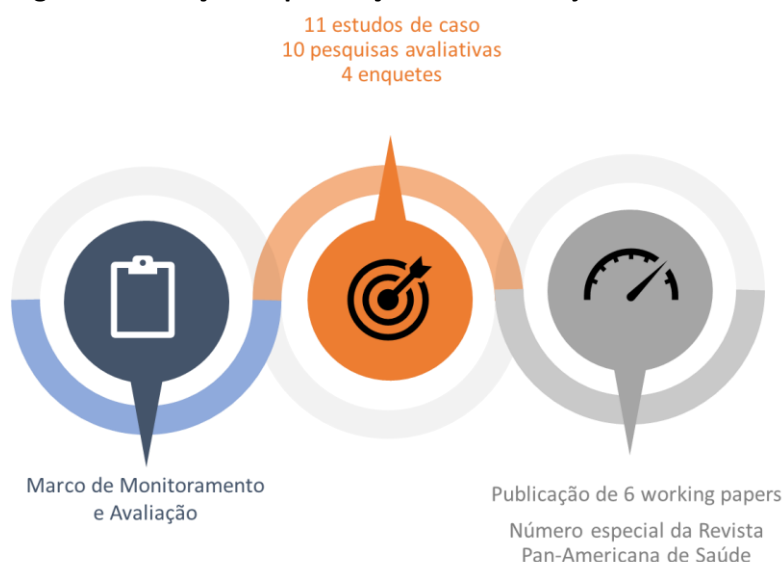 11 estudos de caso
10 pesquisas avaliativas
4 enquetes
Marco de Monitoramento
e Avaliação
Publicação de 6 working papers
Número especial da Revista
Pan-Americana de Saúde